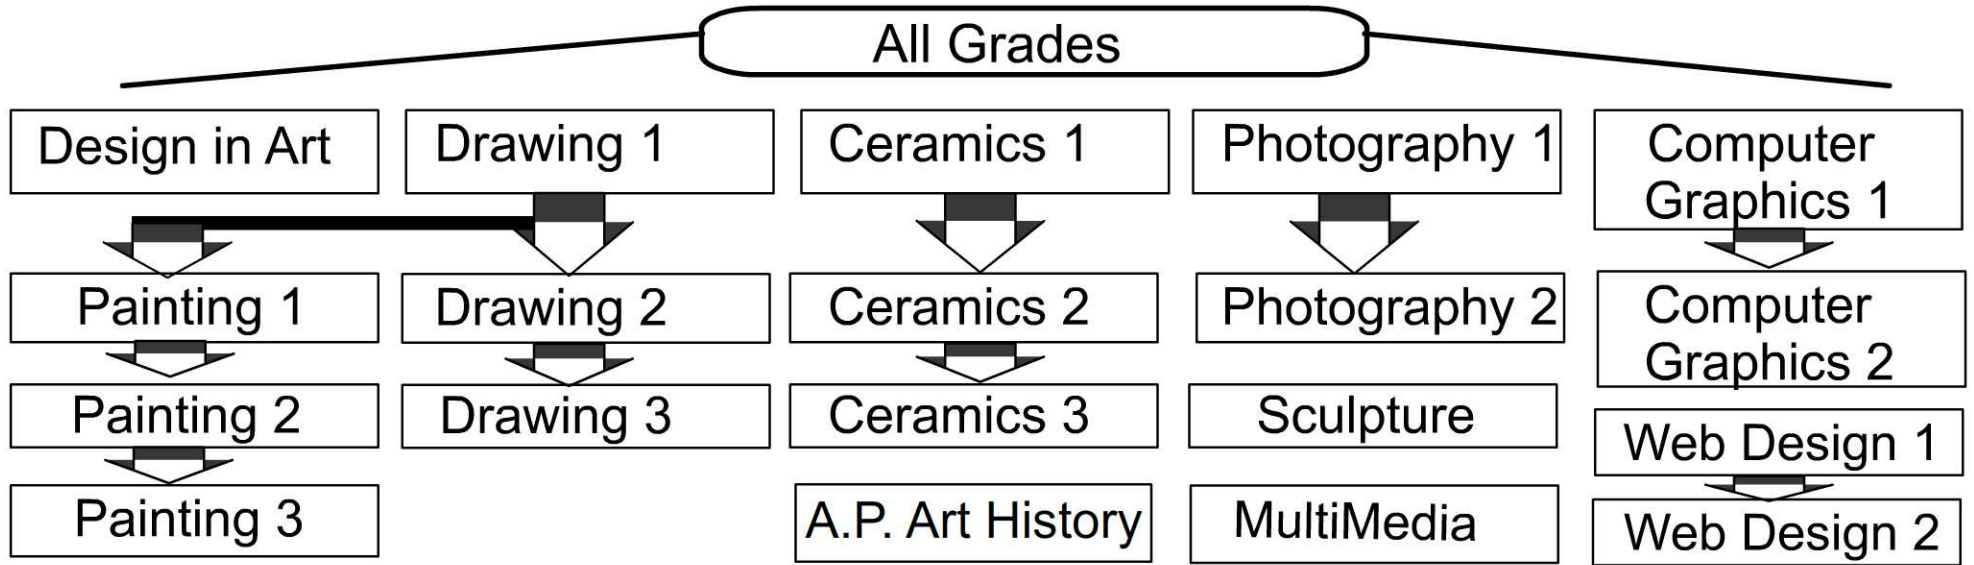 All Grades
Design in Art
Drawing 1
Ceramics 1
Photography 1
Computer
Graphics 1
Painting 1
Drawing 2
Ceramics 2
Photography 2
Computer
Graphics 2
Painting 2
Drawing 3
Ceramics 3
Sculpture
Web Design 1
Painting 3
A.P. Art History
MultiMedia
Web Design 2